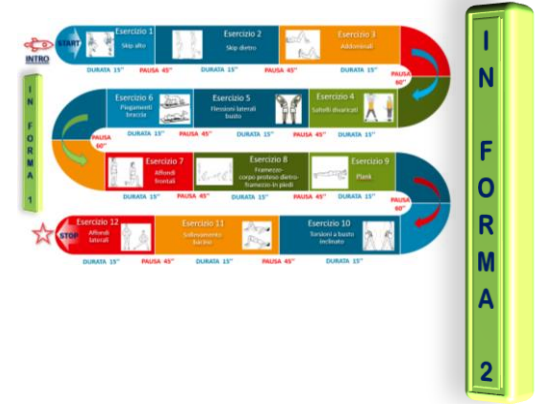 START
INTRO
Esercizio 1
Skip alto
Esercizio 2
Skip dietro
Esercizio 3
Addominali
DURATA 15" PAUSA 45" DURATA 15" PAUSA 45" DURATA 15"
PAUSA
60"
Esercizio 6
Piegamenti
braccia
Esercizio 5
Flessioni laterali
busto
Esercizio 4
Saltelli divaricati
DURATA 15" PAUSA 45" DURATA 15" PAUSA 45" DURATA 15"
PAUSA
60"
Esercizio 7
Affondi
frontali
Esercizio 8
corpo proteso dietro-
in piedi
Esercizio 9
Plank
DURATA 15" PAUSA 45" DURATA 15" PAUSA 45" DURATA 15"
PAUSA
60"
STOP
Esercizio 12
Affondi
laterali
Esercizio 11
Sollevamento
bacino
Esercizio 10
Torsioni a busto
inclinato
DURATA 15" PAUSA 45" DURATA 15" PAUSA 45" DURATA 15"
IN FORMA 1
IN FORMA 2